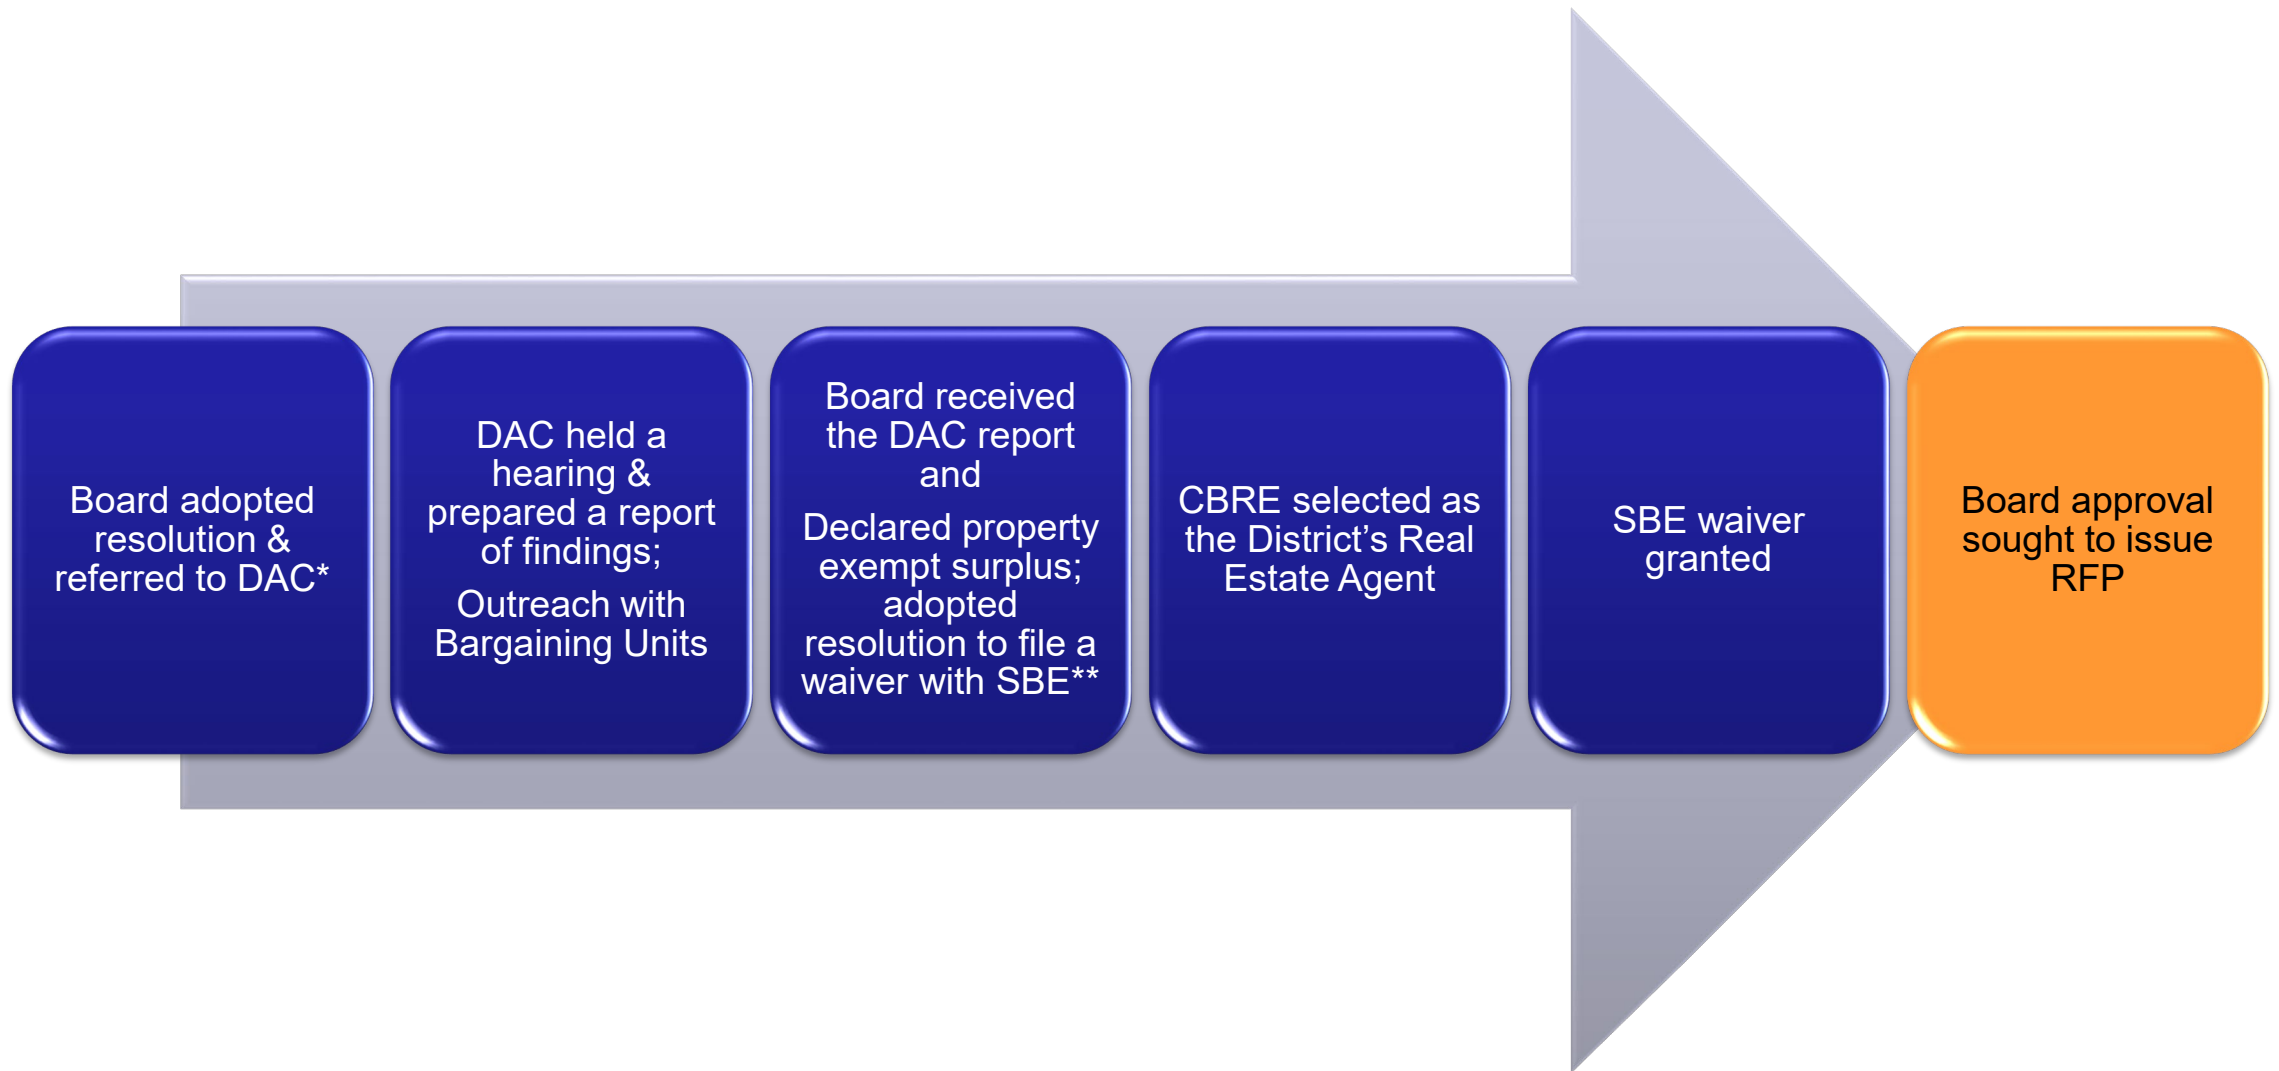 Board adopted
resolution &
referred to DAC*
DAC held a
hearing &
prepared a report
of findings;
Outreach with
Bargaining Units
Board received
the DAC report
and
Declared property
exempt surplus;
adopted
resolution to file a
waiver with SBE**
CBRE selected as
the District’s Real
Estate Agent
SBE waiver
granted
Board approval
sought to issue
RFP